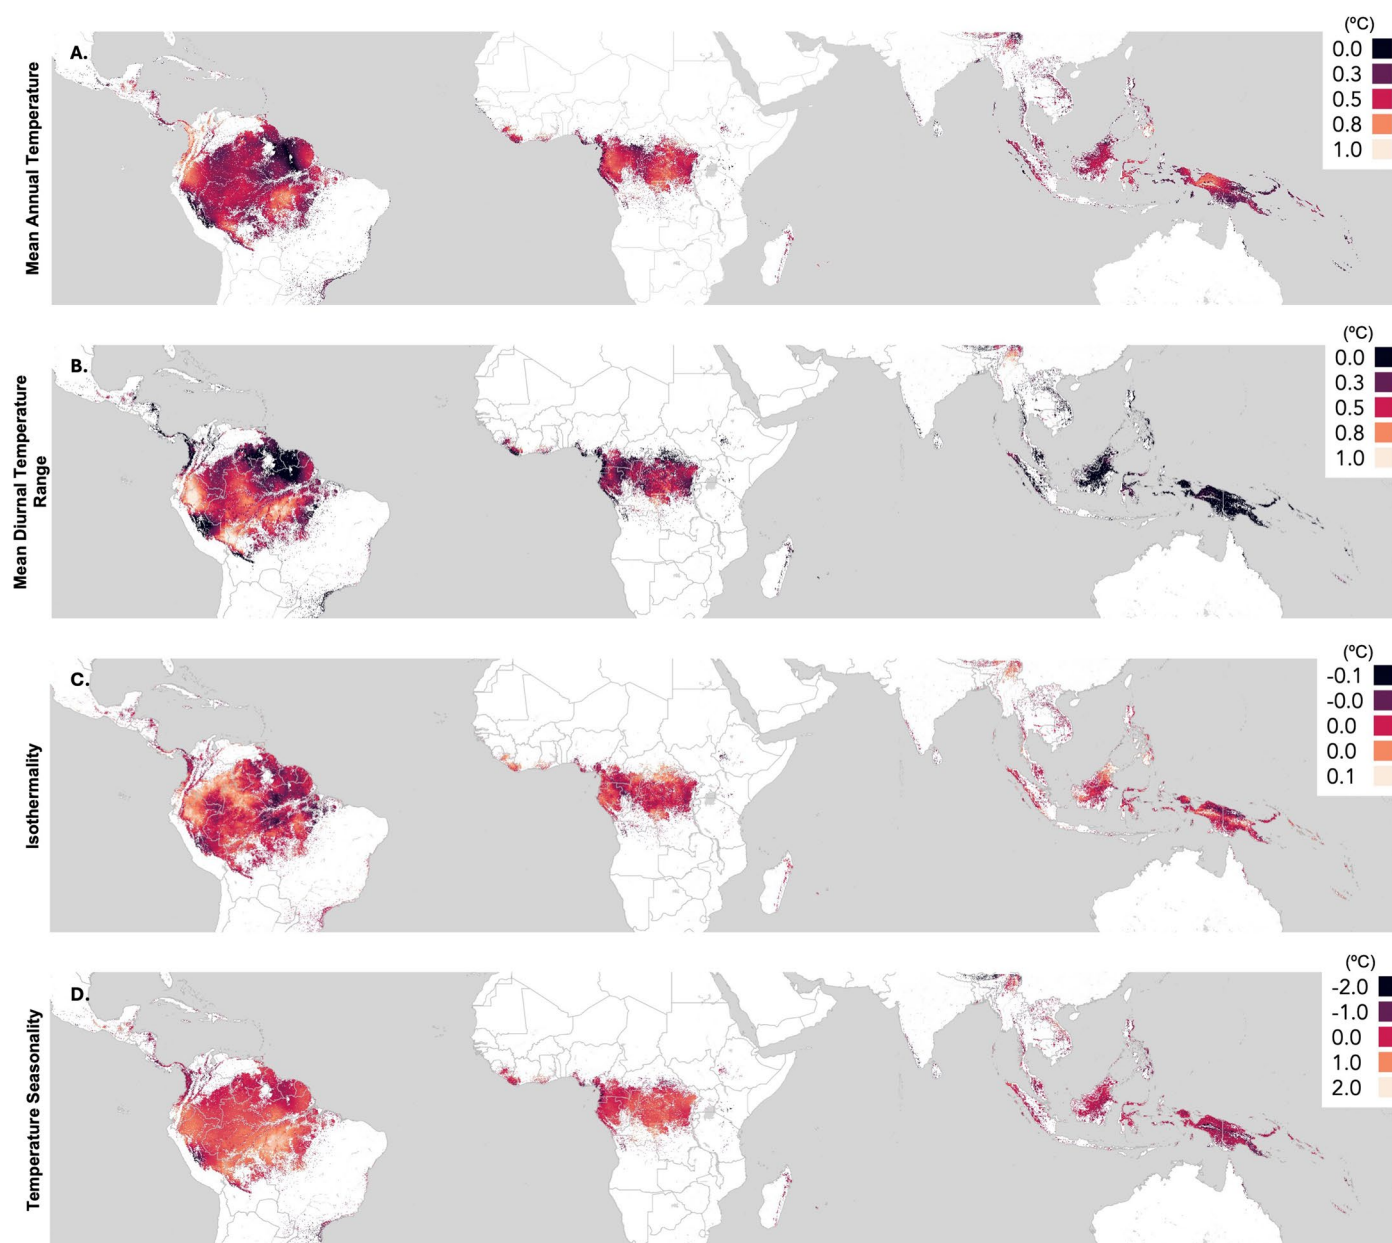 (ºC)
A.
0.0
0.3
0.5
0.8
1.0
Mean Annual Temperature
(ºC)
B.
0.0
0.3
0.5
0.8
1.0
Mean Diurnal Temperature
Range
(ºC)
C.
-0.1
-0.0
0.0
0.0
0.1
Isothermality
(ºC)
D.
-2.0
-1.0
0.0
1.0
2.0
Temperature Seasonality